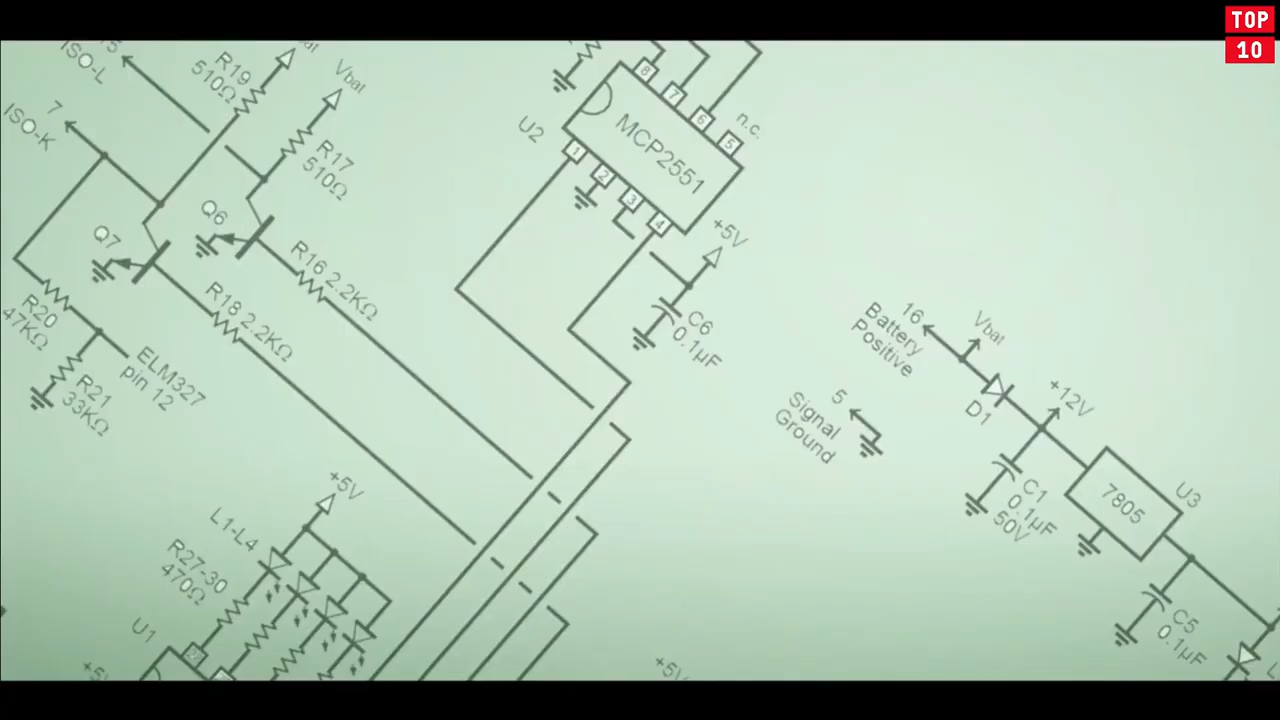 TOP
10
15
ISO-L
7
ISO-K
R19
510Ω
Vbat
R17
510Ω
Q6
Q7
R16 2.2KΩ
R18 2.2KΩ
R20
47KΩ
R21
33KΩ
ELM327
pin 12
U2
MCP2551
8
7
6
5
n.c.
1
2
3
4
+5V
C6
0.1µF
16
Battery
Positive
Vbat
D1
+12V
5
Signal
Ground
C1
0.1µF
50V
7805
U3
C5
0.1µF
+5V
L1-L4
R27-30
470Ω
U1
+5V
+5V